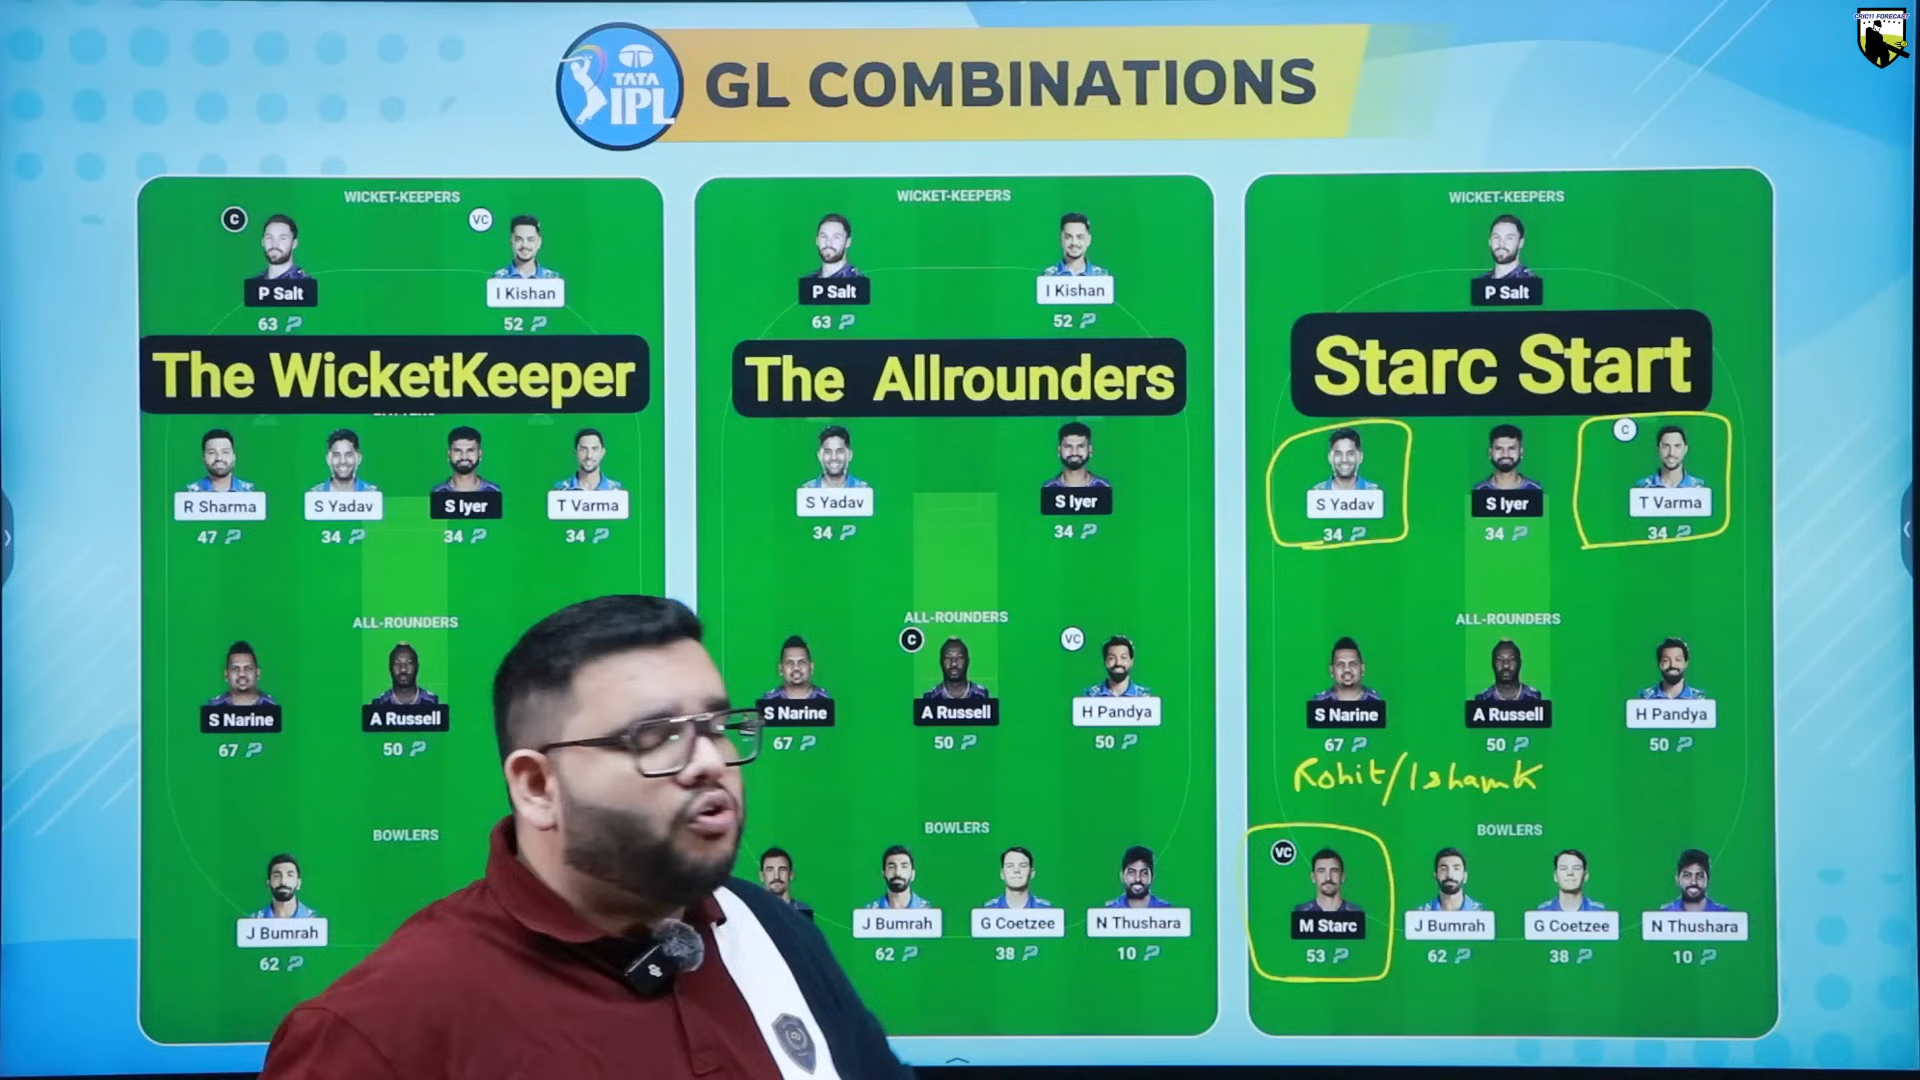 CRIC11 FORECAST
TATA
IPL
GL COMBINATIONS
WICKET-KEEPERS
C
VC
P Salt
I Kishan
63
52
The WicketKeeper
R Sharma
S Yadav
S Iyer
T Varma
47
34
34
34
ALL-ROUNDERS
S Narine
A Russell
67
50
BOWLERS
J Bumrah
62
WICKET-KEEPERS
P Salt
I Kishan
63
52
The Allrounders
S Yadav
S Iyer
34
34
ALL-ROUNDERS
C
VC
S Narine
A Russell
H Pandya
67
50
50
BOWLERS
J Bumrah
G Coetzee
N Thushara
62
38
10
WICKET-KEEPERS
P Salt
Starc Start
C
S Yadav
S Iyer
T Varma
34
34
34
ALL-ROUNDERS
S Narine
A Russell
H Pandya
67
50
50
Rohit/Ishank
BOWLERS
VC
M Starc
J Bumrah
G Coetzee
N Thushara
53
62
38
10